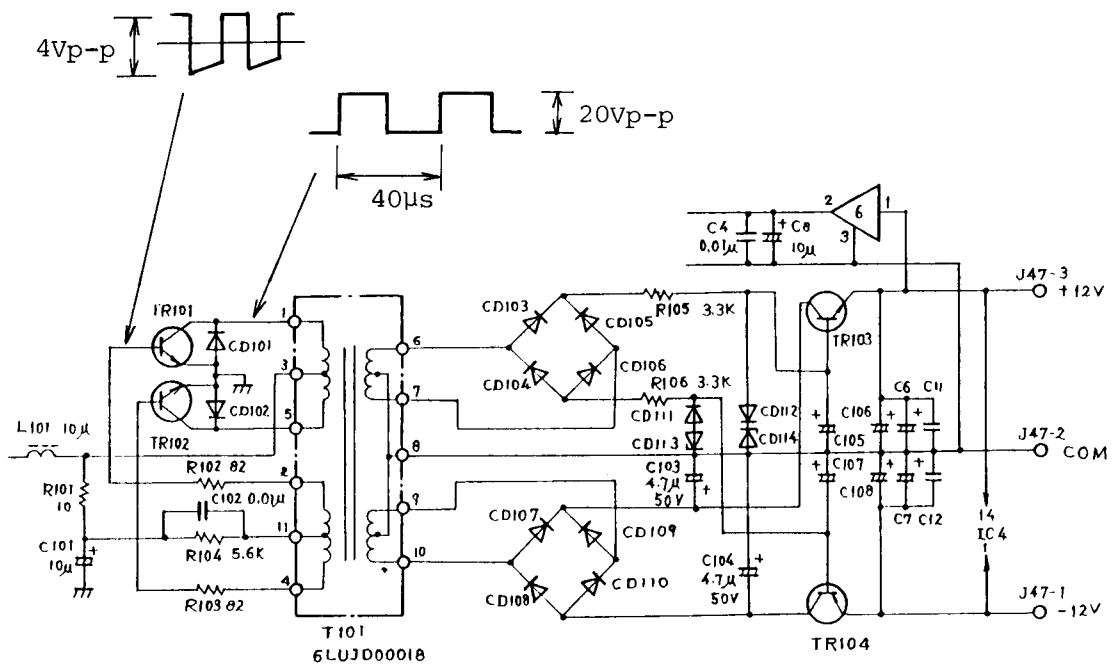 4Vp-p
20Vp-p
40μs
2 6 1
3
C4
0.01μ
+ C8
10μ
J47-3
+12V
TR101
CD101
TR102
CD102
1
3
5
2
11
4
6
7
8
9
10
L101 10μ
R101
10
C101
10μ
+
R102 82
C102 0.01μ
R104 5.6K
R103 82
T101
6LUJD00018
CD103
CD105
CD104
CD106
R105 3.3K
R106 3.3K
CD111
CD113
CD112
CD114
C103
4.7μ
50V
+
C104
4.7μ
50V
+
CD107
CD109
CD108
CD110
TR103
TR104
C106
C105
C107
C108
C6
C11
C7
C12
J47-2
COM
14
IC4
1
J47-1
-12V